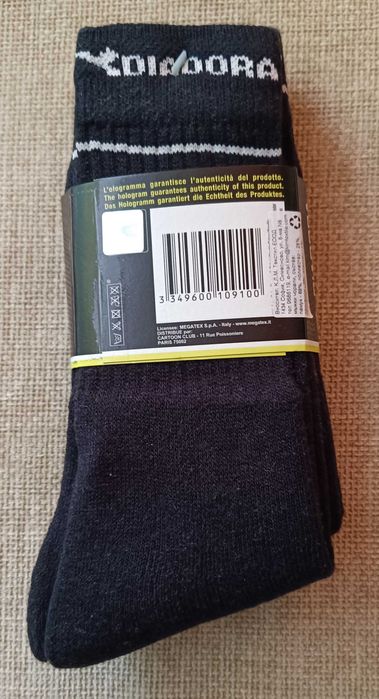 DIADORA
L'ologramma garantisce l'autenticità del prodotto.
The hologram guarantees authenticity of this product.
Das Hologramm garantiert die Echtheit des Produktes.
3 349600 109100
Licensee: MEGATEX S.p.A. - Italy - www.megatex.it
DISTRIBUE par:
CARTOON CLUB - 11 Rue Poissoniere
PARIS 75002